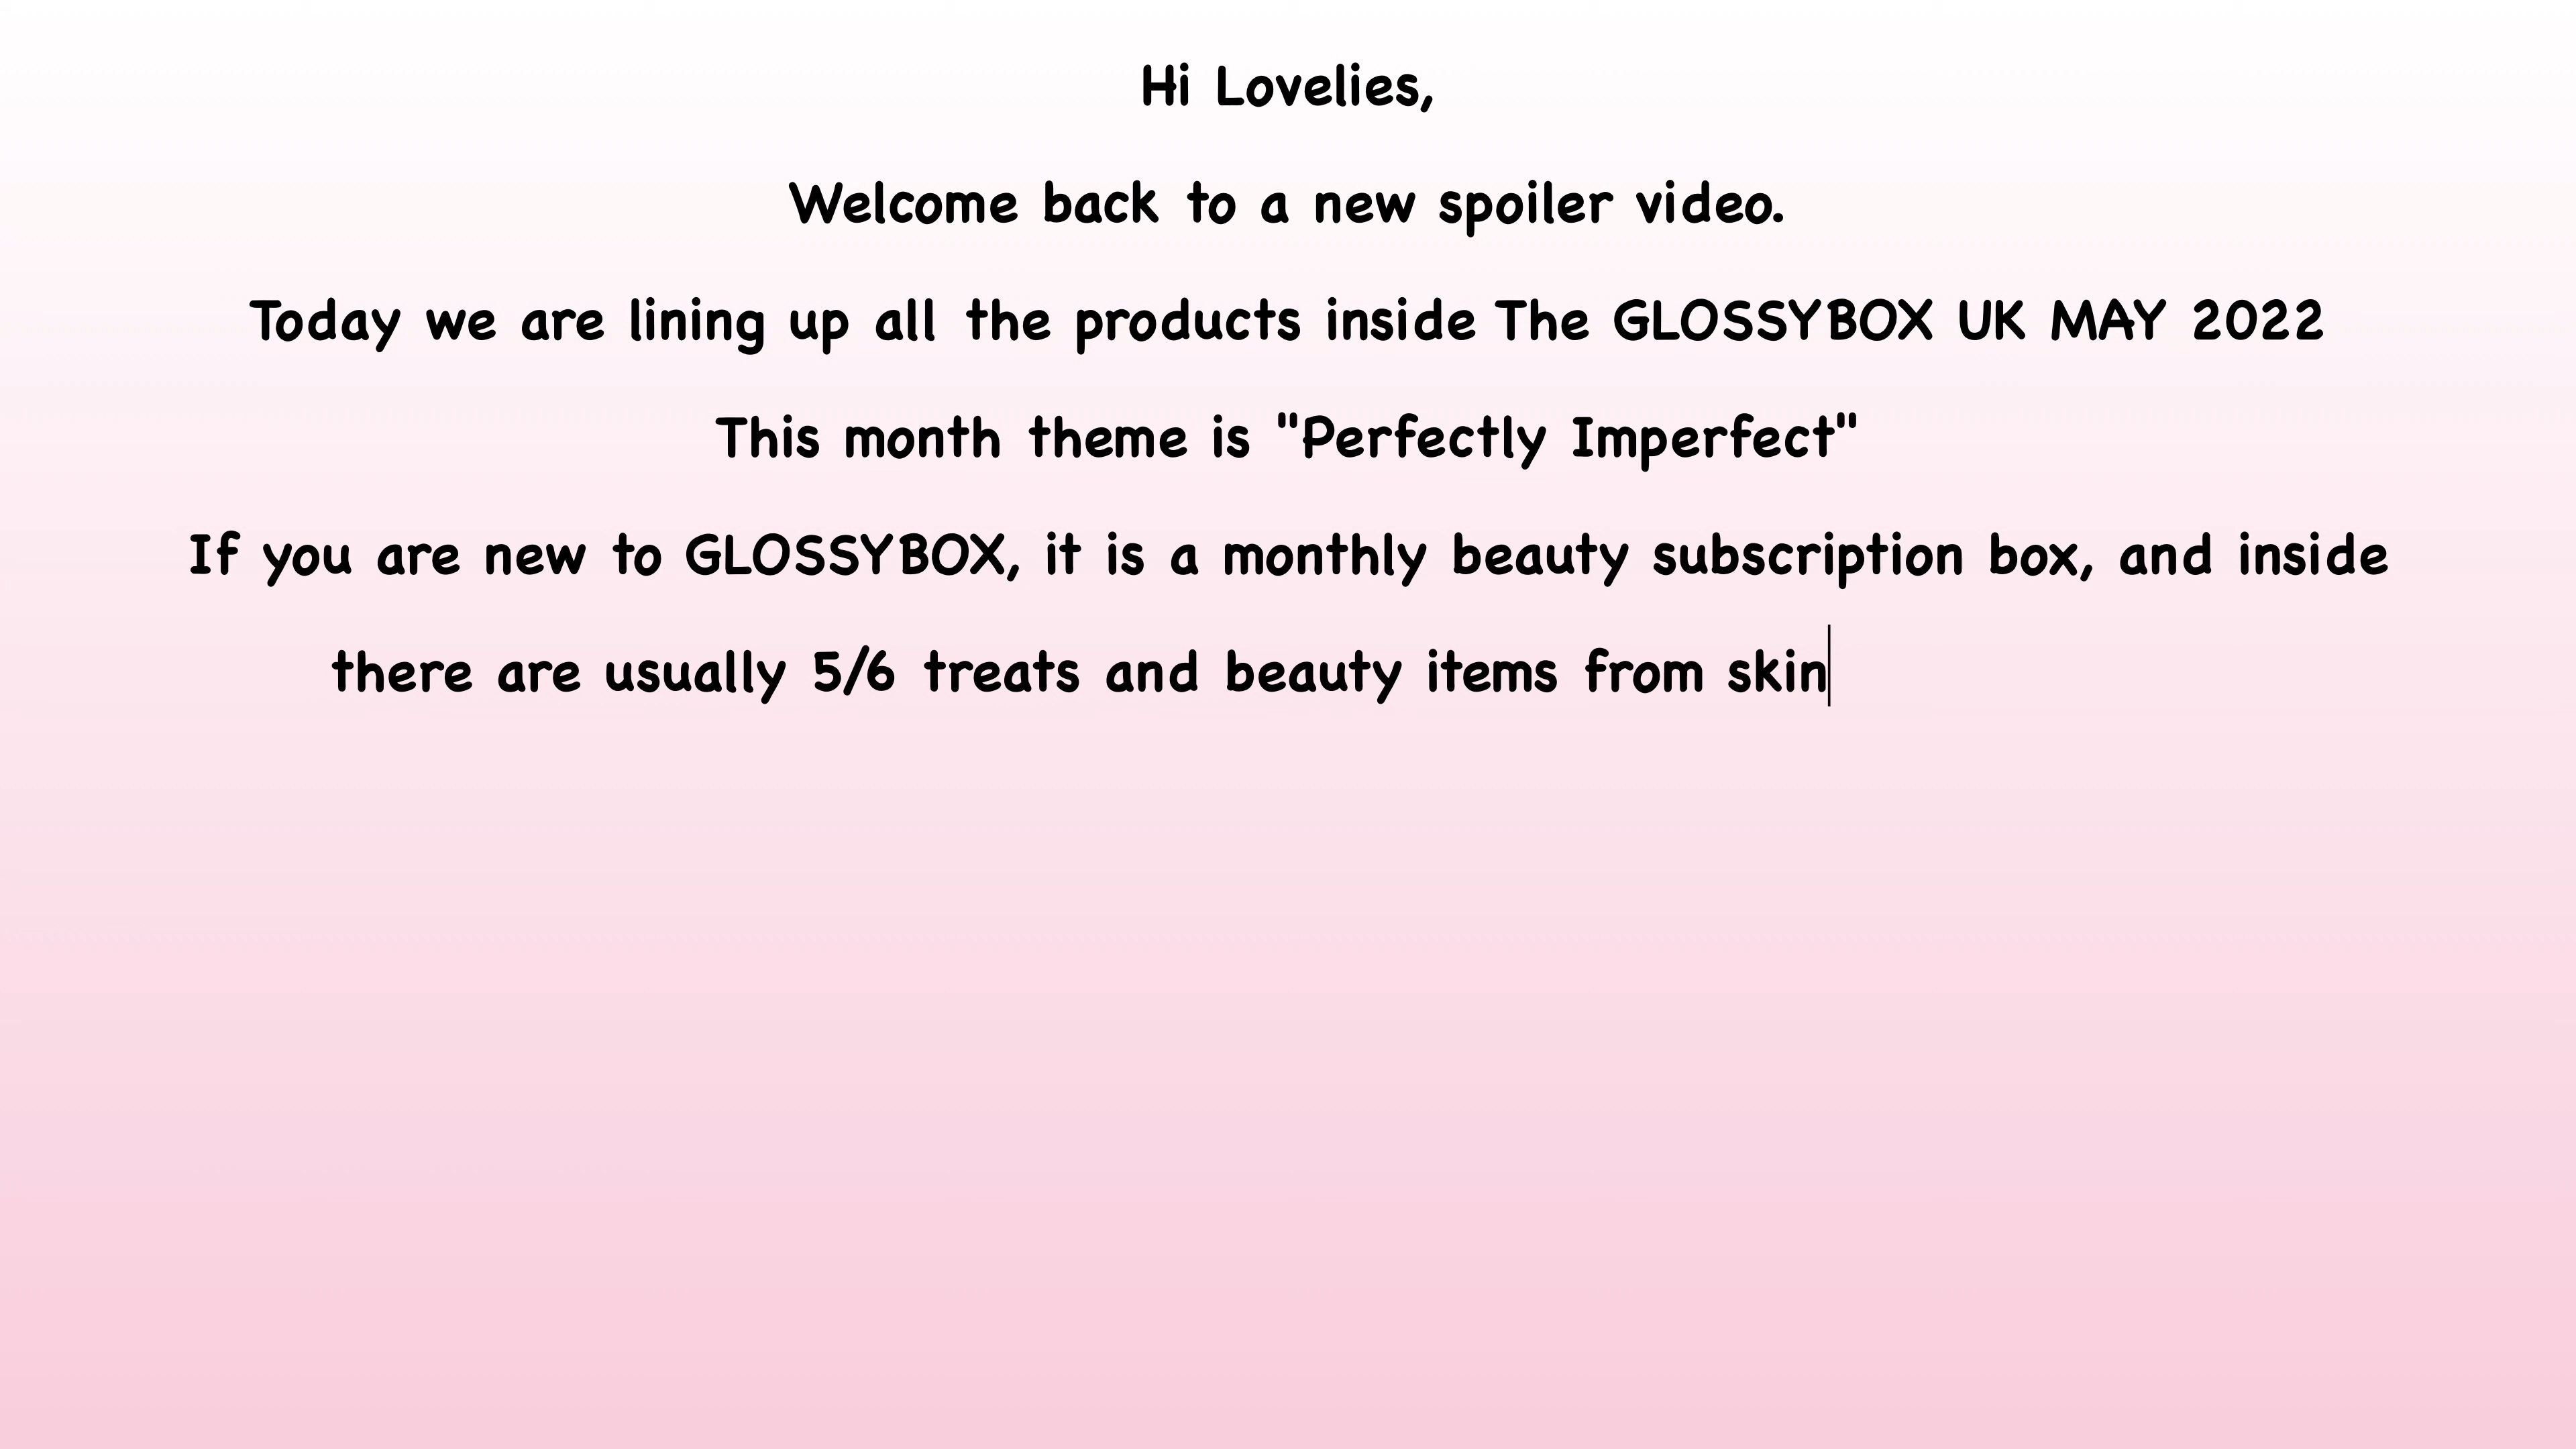 Hi Lovelies,
Welcome back to a new spoiler video.
Today we are lining up all the products inside The GLOSSYBOX UK MAY 2022
This month theme is "Perfectly Imperfect"
If you are new to GLOSSYBOX, it is a monthly beauty subscription box, and inside
there are usually 5/6 treats and beauty items from skin